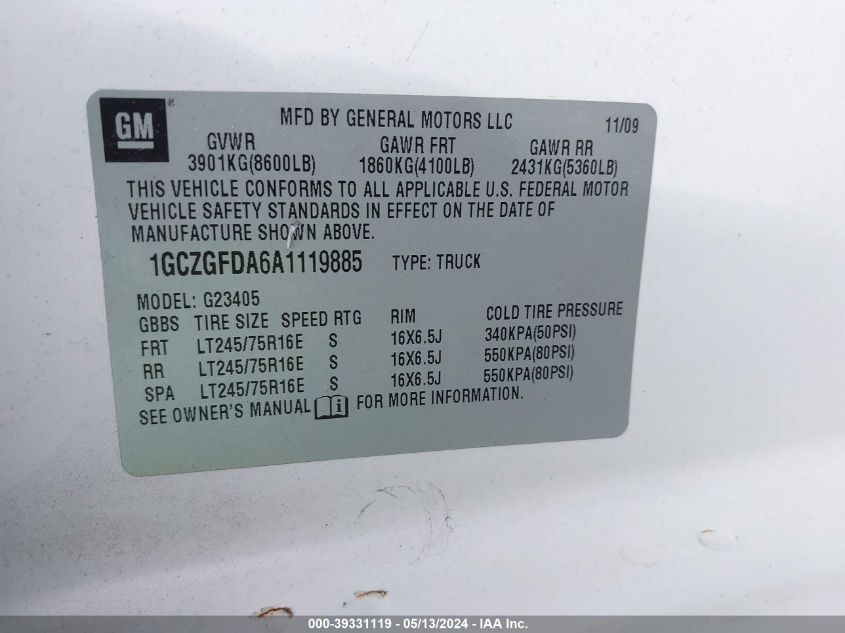 GM ®
MFD BY GENERAL MOTORS LLC 11/09
GVWR GAWR FRT GAWR RR
3901KG(8600LB) 1860KG(4100LB) 2431KG(5360LB)
THIS VEHICLE CONFORMS TO ALL APPLICABLE U.S. FEDERAL MOTOR
VEHICLE SAFETY STANDARDS IN EFFECT ON THE DATE OF
MANUFACTURE SHOWN ABOVE.
1GCZGFDA6A1119885 TYPE: TRUCK
MODEL: G23405
GBBS TIRE SIZE SPEED RTG RIM COLD TIRE PRESSURE
FRT LT245/75R16E S 16X6.5J 340KPA(50PSI)
RR LT245/75R16E S 16X6.5J 550KPA(80PSI)
SPA LT245/75R16E S 16X6.5J 550KPA(80PSI)
SEE OWNER'S MANUAL i FOR MORE INFORMATION.
000-39331119 - 05/13/2024 - IAA Inc.